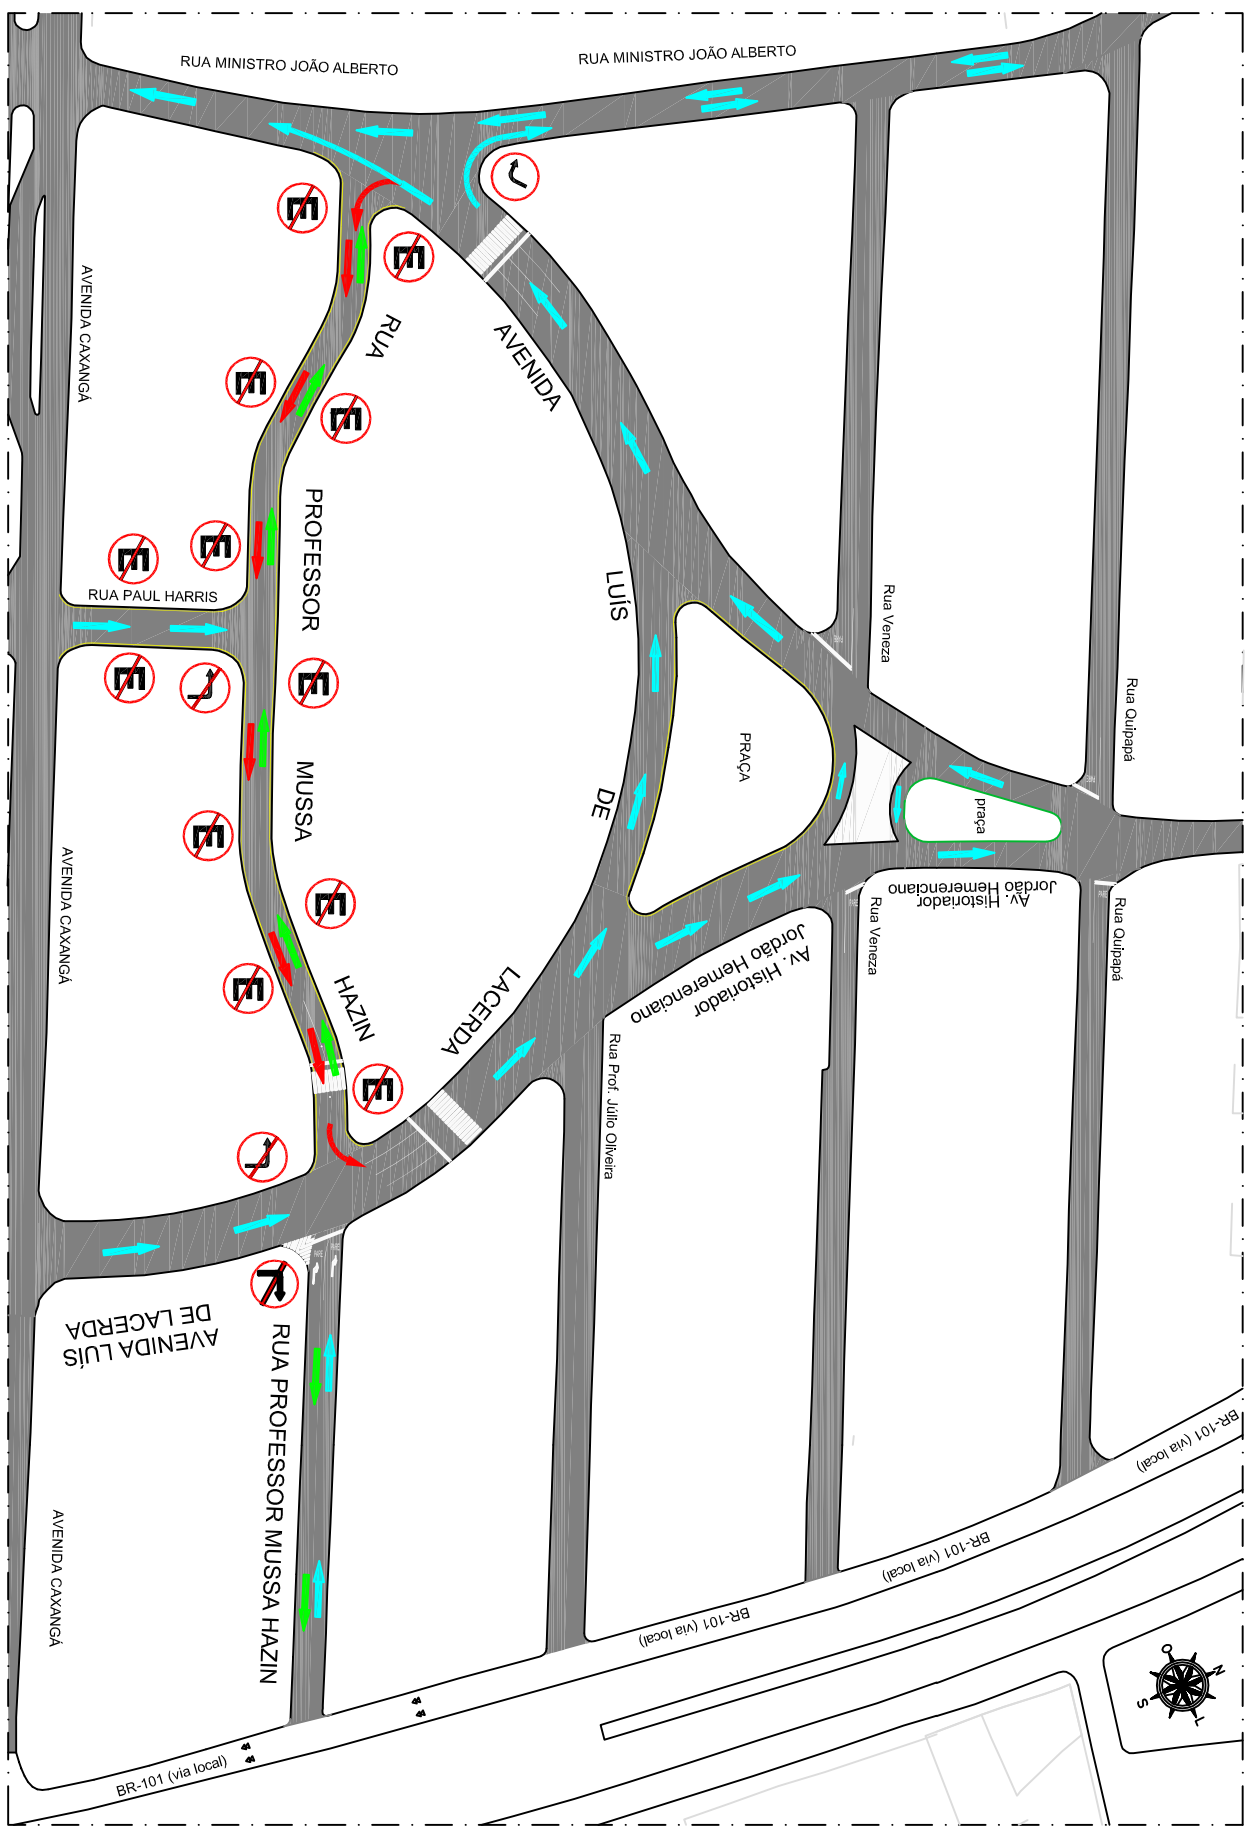 RUA MINISTRO JOÃO ALBERTO
RUA MINISTRO JOÃO ALBERTO
E
E
AVENIDA CAXANGÁ
RUA
AVENIDA
E
E
PROFESSOR
E
E
RUA PAUL HARRIS
LUÍS
Rua Veneza
E
E
Rua Quipapá
PRAÇA
MUSSA
DE
praça
E
AVENIDA CAXANGÁ
E
Av. Historiador
Jordão Hemerenciano
Rua Veneza
Rua Quipapá
Av. Historiador
Jordão Hemerenciano
E
HAZIN
LACERDA
E
Rua Prof. Júlio Oliveira
PARE
PARE
AVENIDA LUÍS
DE LACERDA
RUA PROFESSOR MUSSA HAZIN
AVENIDA CAXANGÁ
BR-101 (via local)
BR-101 (via local)
BR-101 (via local)
BR-101 (via local)
N
O
S
L